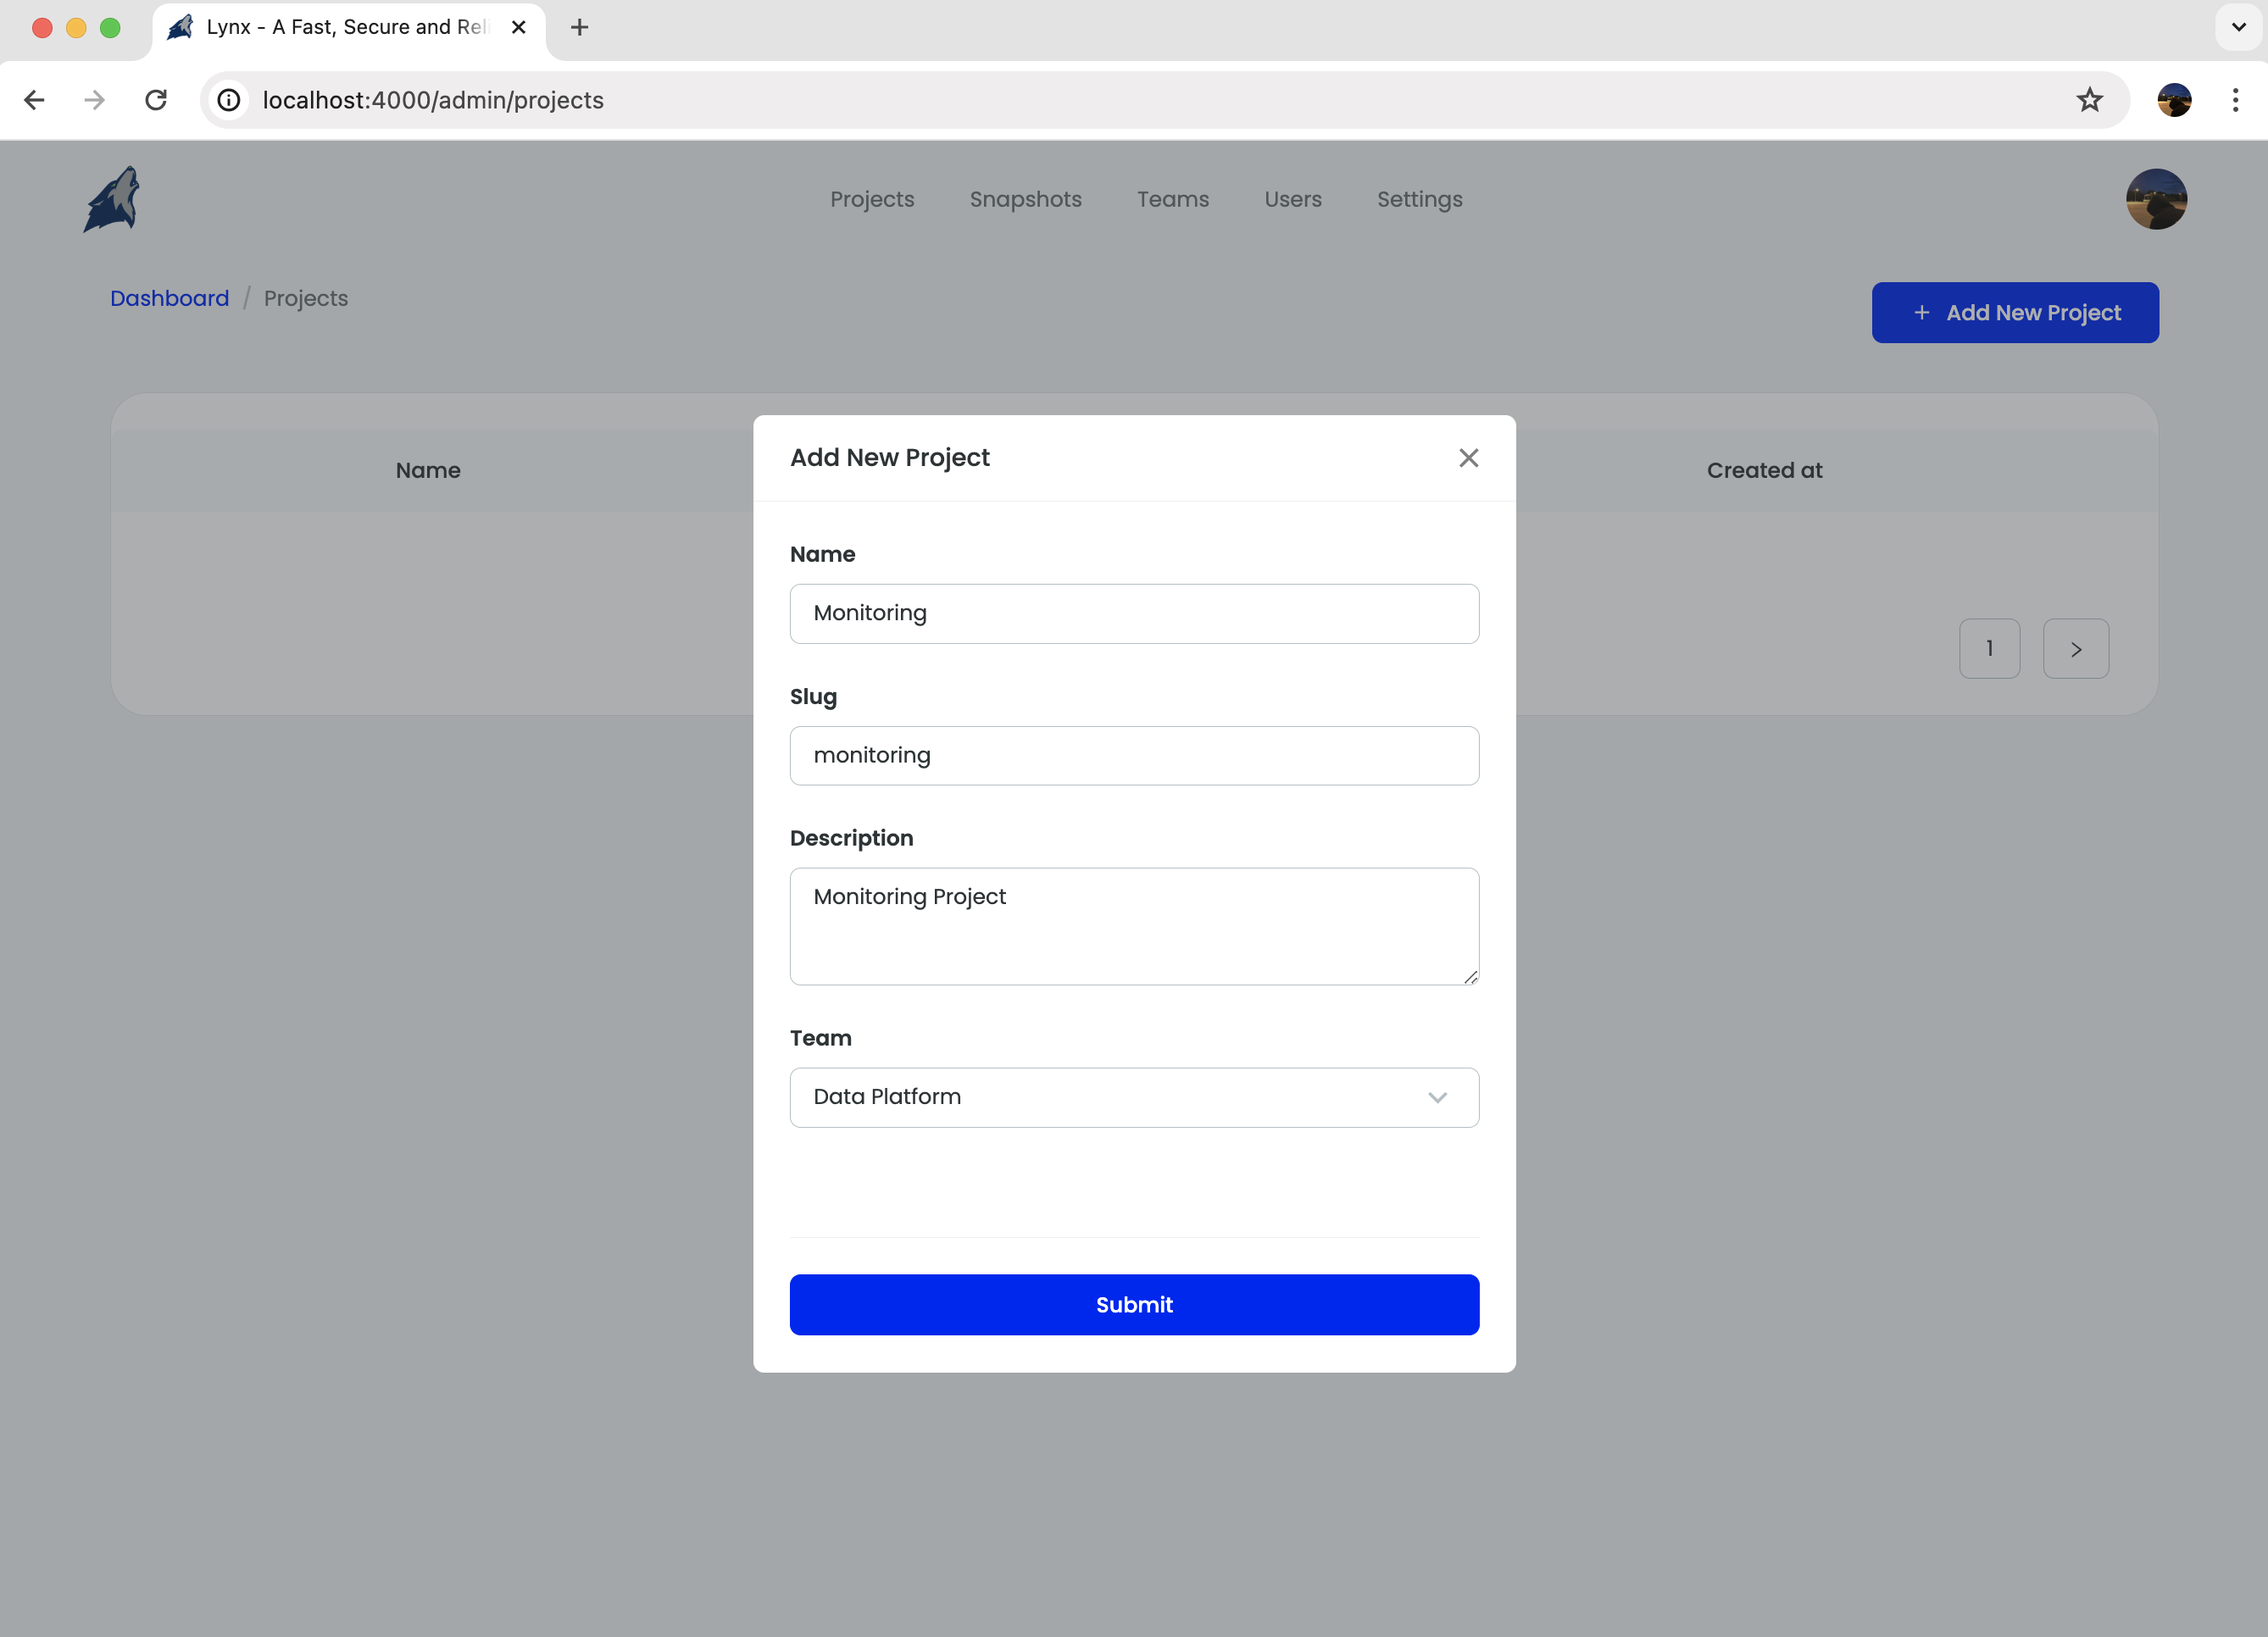 Lynx - A Fast, Secure and Reli
localhost:4000/admin/projects
Projects Snapshots Teams Users Settings
Dashboard / Projects
+ Add New Project
Name Created at
1 >
Add New Project
Name
Monitoring
Slug
monitoring
Description
Monitoring Project
Team
Data Platform
Submit